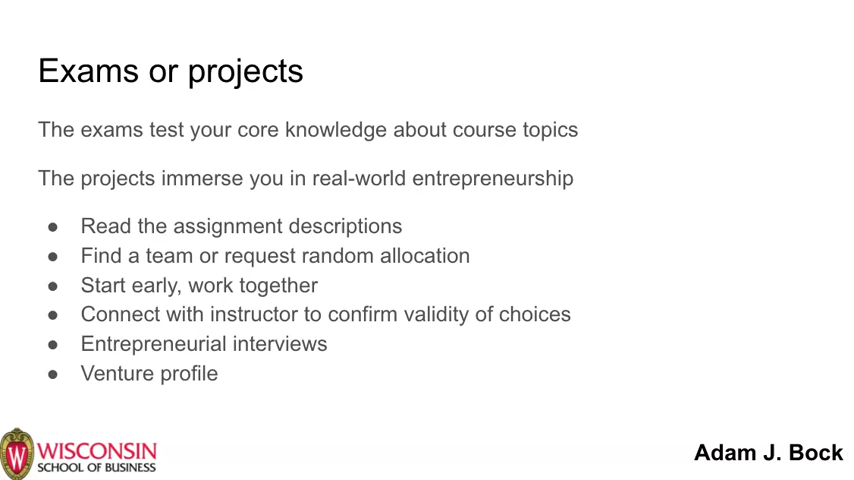 Exams or projects
The exams test your core knowledge about course topics
The projects immerse you in real-world entrepreneurship
● Read the assignment descriptions
● Find a team or request random allocation
● Start early, work together
● Connect with instructor to confirm validity of choices
● Entrepreneurial interviews
● Venture profile
W
WISCONSIN
SCHOOL OF BUSINESS
Adam J. Bock